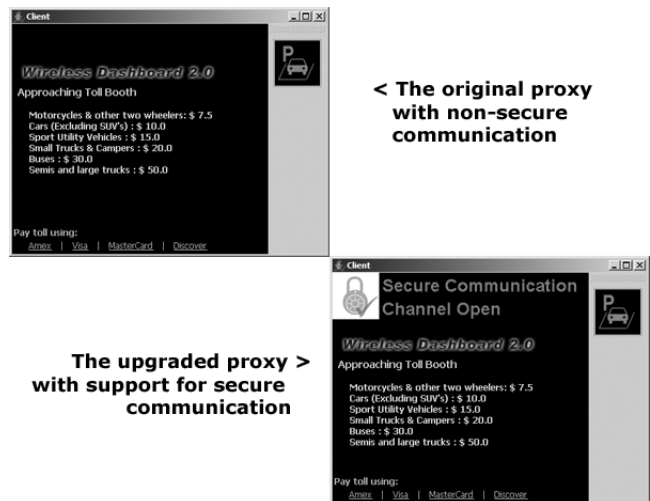 Client
P
Wireless Dashboard 2.0
Approaching Toll Booth
Motorcycles & other two wheelers: $ 7.5
Cars (Excluding SUV's) : $ 10.0
Sport Utility Vehicles : $ 15.0
Small Trucks & Campers : $ 20.0
Buses : $ 30.0
Semis and large trucks : $ 50.0
Pay toll using:
Amex | Visa | MasterCard | Discover
< The original proxy
with non-secure
communication
Client
Secure Communication
Channel Open
P
Wireless Dashboard 2.0
Approaching Toll Booth
Motorcycles & other two wheelers: $ 7.5
Cars (Excluding SUV's) : $ 10.0
Sport Utility Vehicles : $ 15.0
Small Trucks & Campers : $ 20.0
Buses : $ 30.0
Semis and large trucks : $ 50.0
Pay toll using:
Amex | Visa | MasterCard | Discover
The upgraded proxy >
with support for secure
communication